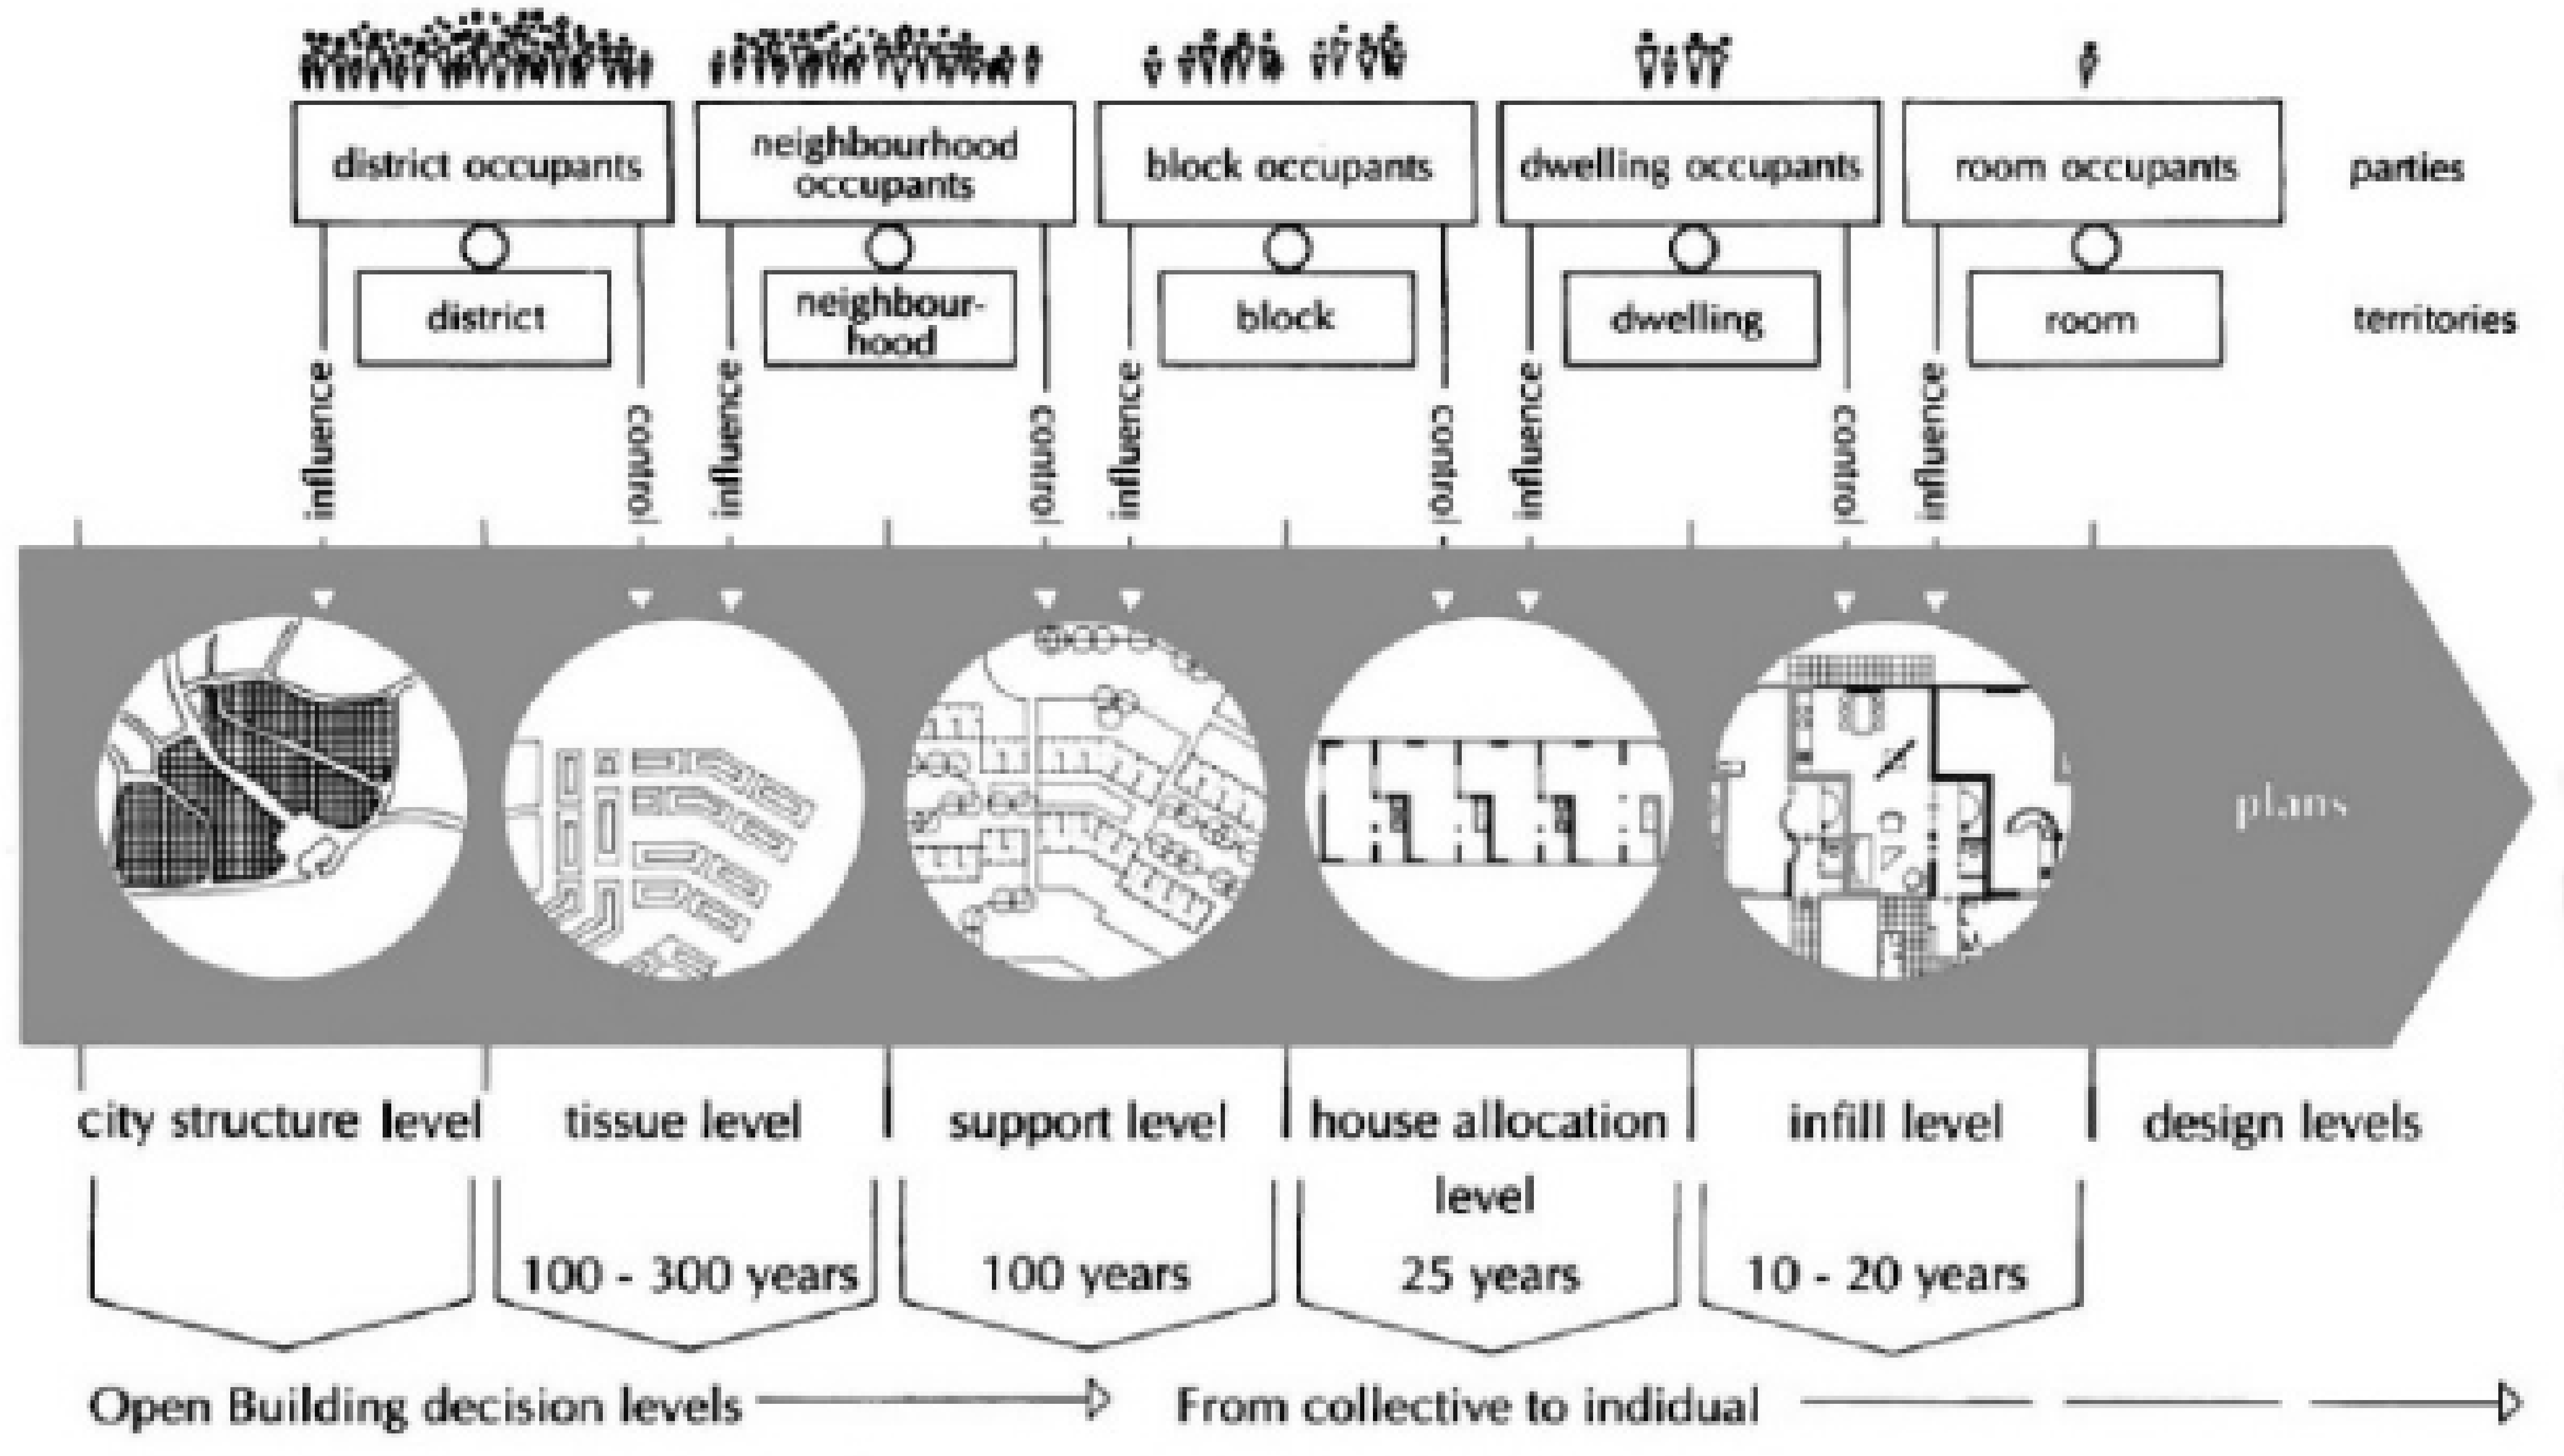 district occupants
neighbourhood
occupants
block occupants
dwelling occupants
room occupants
parties
district
neighbour-
hood
block
dwelling
room
territories
influence
control
influence
control
influence
control
influence
control
influence
plans
city structure level
tissue level
support level
house allocation
level
infill level
design levels
100 - 300 years
100 years
25 years
10 - 20 years
Open Building decision levels
From collective to indidual